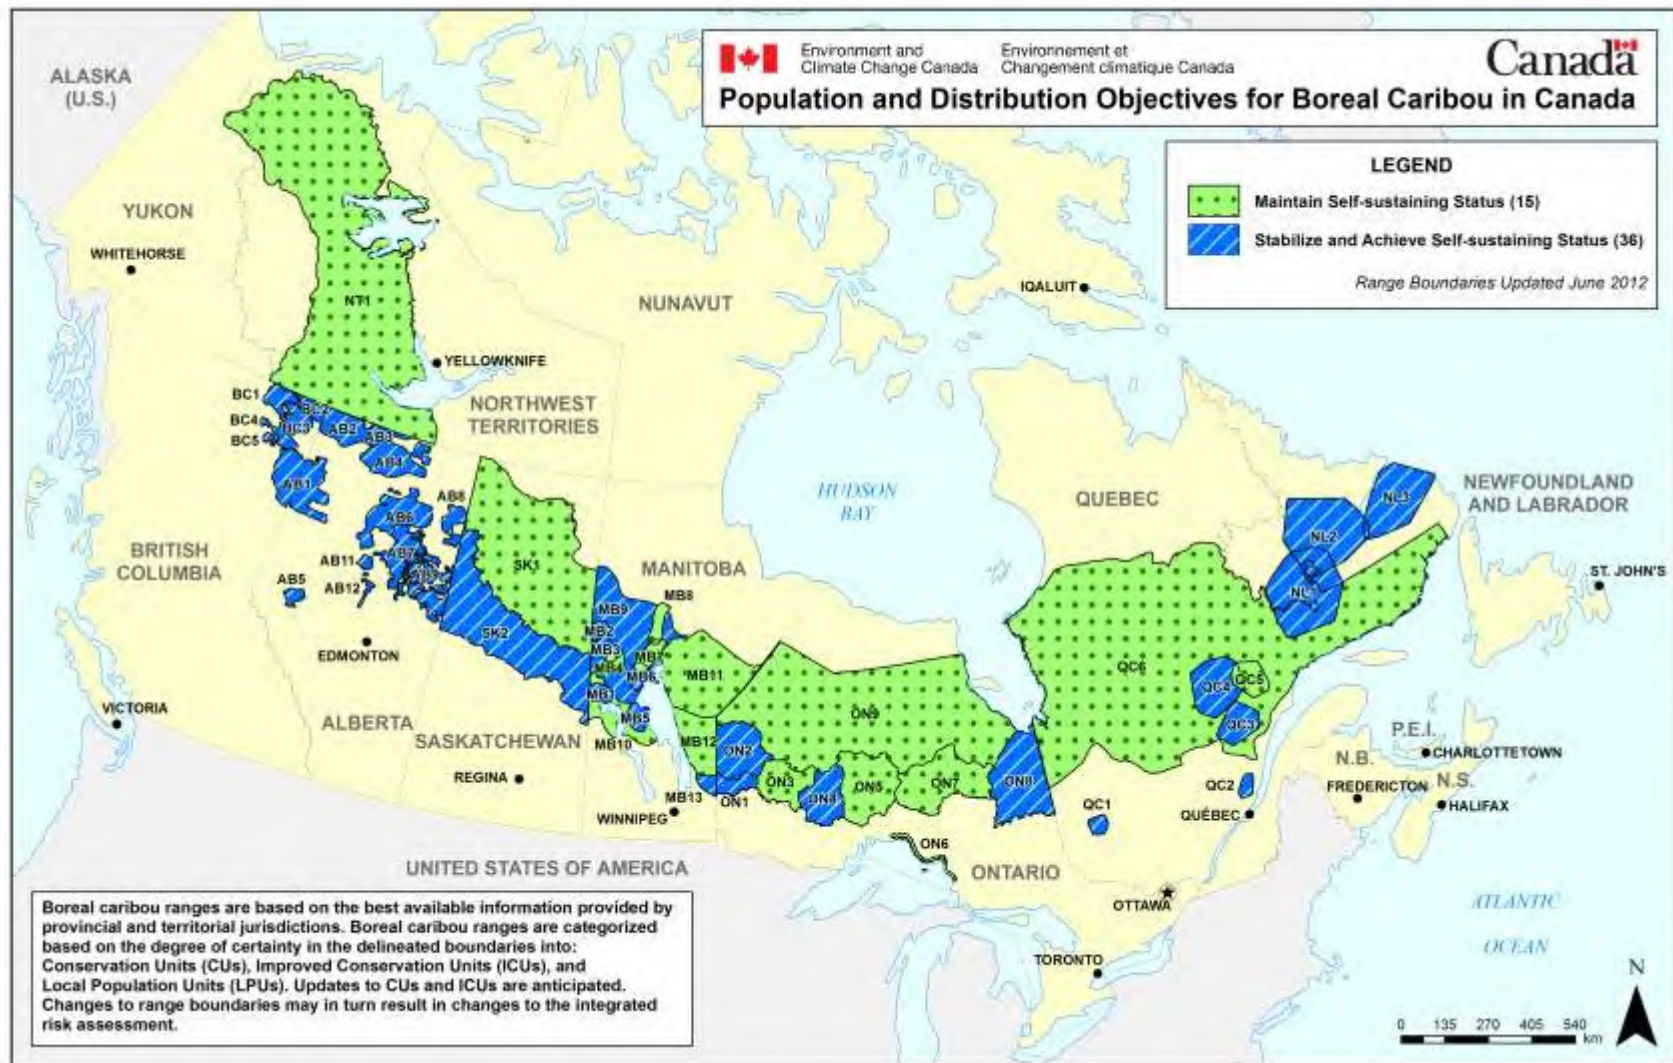 Environment and
Climate Change Canada
Environnement et
Changement climatique Canada
Canada
Population and Distribution Objectives for Boreal Caribou in Canada
LEGEND
Maintain Self-sustaining Status (15)
Stabilize and Achieve Self-sustaining Status (36)
Range Boundaries Updated June 2012
ALASKA
(U.S.)
YUKON
WHITEHORSE
NT1
NUNAVUT
IQALUIT
YELLOWKNIFE
NORTHWEST
TERRITORIES
BC1
BC2
BC4
BC3
BC5
AB2
AB3
AB4
AB1
AB8
AB6
AB7
AB11
AB12
AB5
BRITISH
COLUMBIA
SK1
SK2
HUDSON
BAY
QUEBEC
NL3
NL2
NL1
NEWFOUNDLAND
AND LABRADOR
ST. JOHN'S
MANITOBA
MB8
MB9
MB2
MB3
MB7
MB4
MB6
MB1
MB5
MB10
MB11
MB12
MB13
EDMONTON
VICTORIA
ALBERTA
SASKATCHEWAN
REGINA
WINNIPEG
ON9
ON2
ON1
ON3
ON4
ON5
ON7
ON8
ON6
QC6
QC4
QC5
QC3
QC2
QC1
P.E.I.
CHARLOTTETOWN
N.B.
FREDERICTON
N.S.
HALIFAX
QUÉBEC
UNITED STATES OF AMERICA
ONTARIO
OTTAWA
TORONTO
ATLANTIC
OCEAN
Boreal caribou ranges are based on the best available information provided by
provincial and territorial jurisdictions. Boreal caribou ranges are categorized
based on the degree of certainty in the delineated boundaries into:
Conservation Units (CUs), Improved Conservation Units (ICUs), and
Local Population Units (LPUs). Updates to CUs and ICUs are anticipated.
Changes to range boundaries may in turn result in changes to the integrated
risk assessment.
N
0 135 270 405 540
km